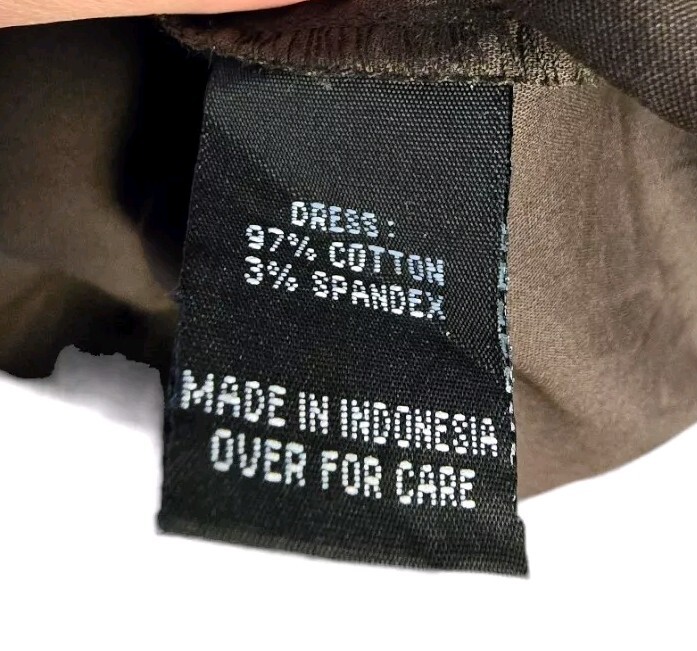 DRESS:
97% COTTON
3% SPANDEX
MADE IN INDONESIA
OVER FOR CARE